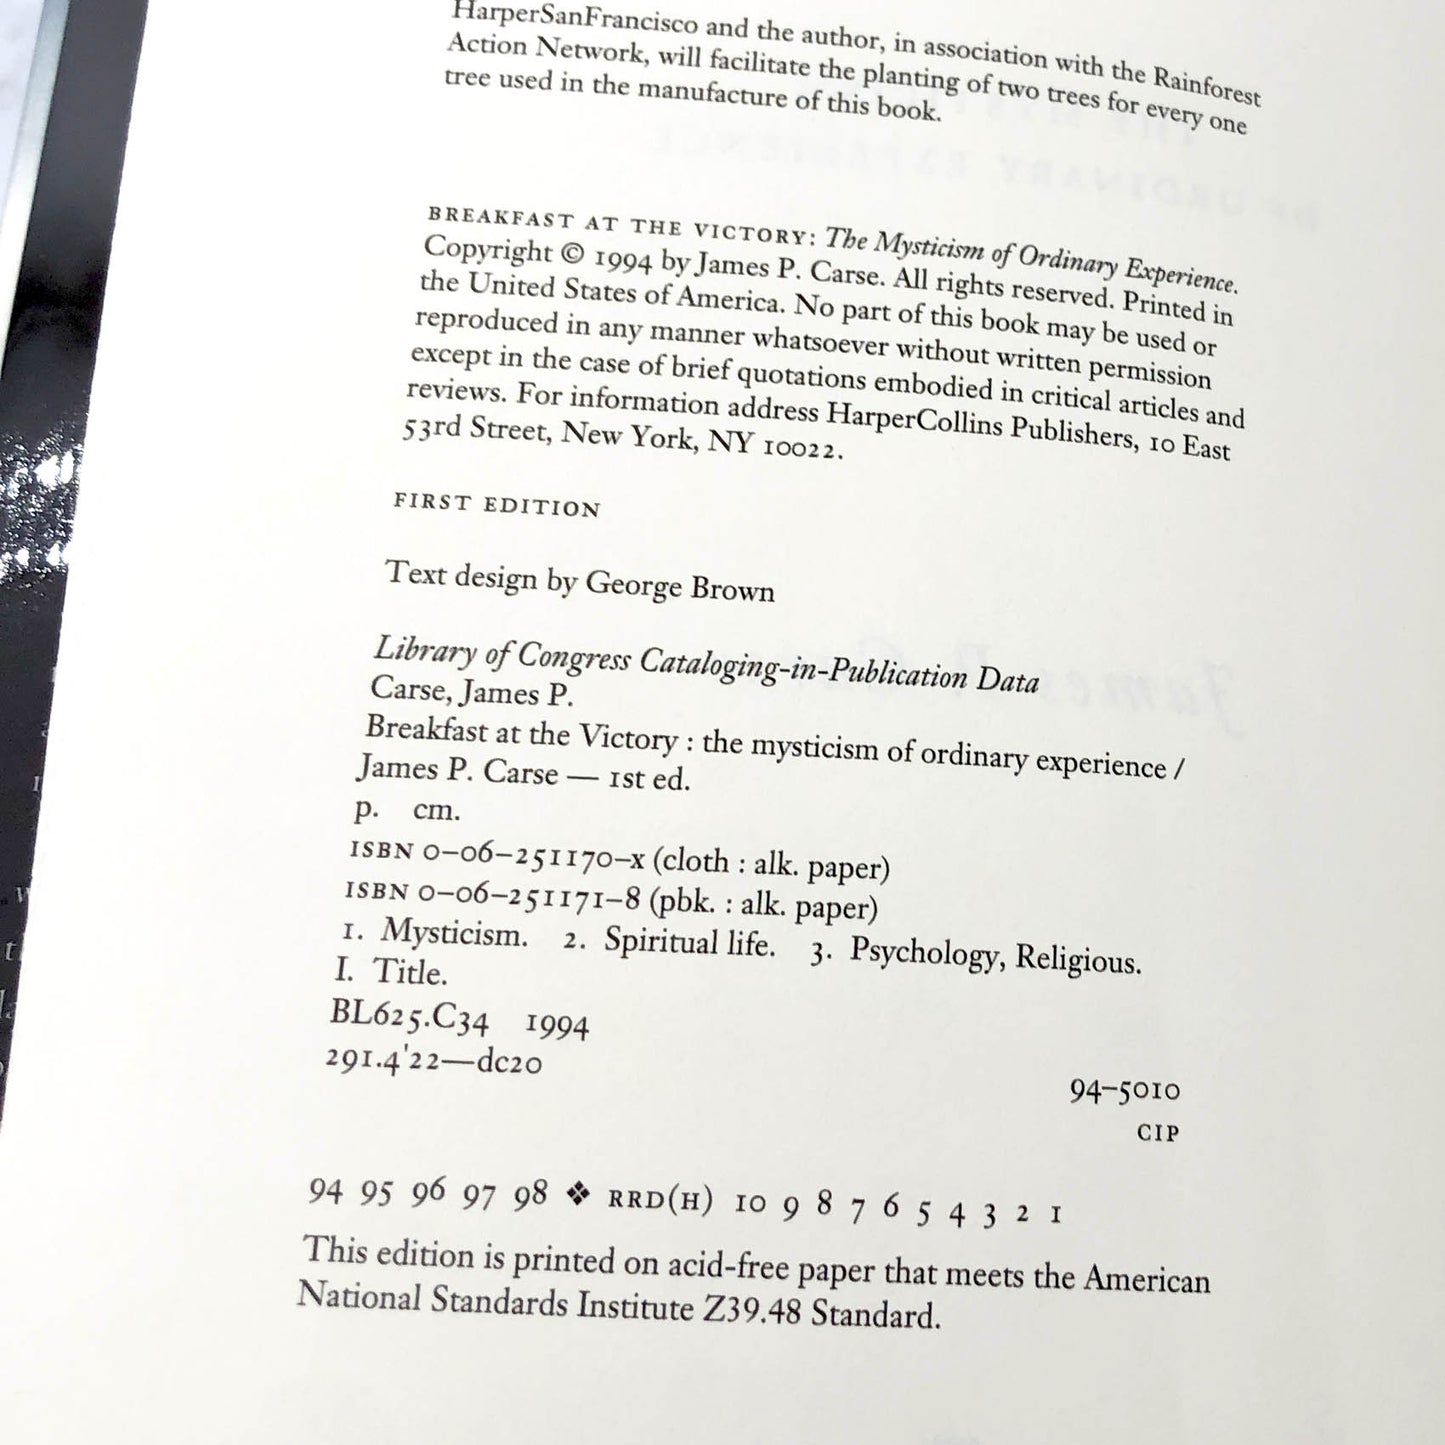 HarperSanFrancisco and the author, in association with the Rainforest
Action Network, will facilitate the planting of two trees for every one
tree used in the manufacture of this book.
BREAKFAST AT THE VICTORY: The Mysticism of Ordinary Experience.
Copyright © 1994 by James P. Carse. All rights reserved. Printed in
the United States of America. No part of this book may be used or
reproduced in any manner whatsoever without written permission
except in the case of brief quotations embodied in critical articles and
reviews. For information address HarperCollins Publishers, 10 East
53rd Street, New York, NY 10022.
FIRST EDITION
Text design by George Brown
Library of Congress Cataloging-in-Publication Data
Carse, James P.
Breakfast at the Victory : the mysticism of ordinary experience /
James P. Carse — 1st ed.
p. cm.
ISBN 0–06–251170–X (cloth : alk. paper)
ISBN 0–06–251171–8 (pbk. : alk. paper)
1. Mysticism. 2. Spiritual life. 3. Psychology, Religious.
I. Title.
BL625.C34 1994
291.4'22—dc20
94–5010
CIP
94 95 96 97 98 ❖ RRD(H) 10 9 8 7 6 5 4 3 2 1
This edition is printed on acid-free paper that meets the American
National Standards Institute Z39.48 Standard.